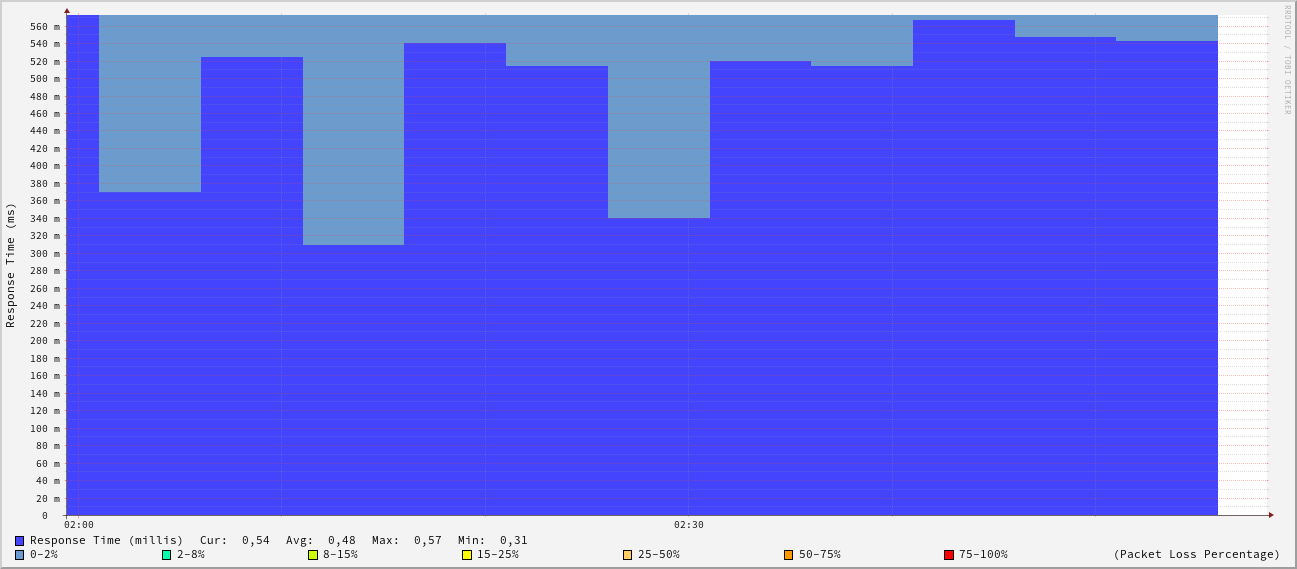 RRDTOOL / TOBI OETIKER
Response Time (ms)
560 m
540 m
520 m
500 m
480 m
460 m
440 m
420 m
400 m
380 m
360 m
340 m
320 m
300 m
280 m
260 m
240 m
220 m
200 m
180 m
160 m
140 m
120 m
100 m
80 m
60 m
40 m
20 m
0
02:00 02:30
Response Time (millis) Cur: 0,54 Avg: 0,48 Max: 0,57 Min: 0,31
0-2% 2-8% 8-15% 15-25% 25-50% 50-75% 75-100% (Packet Loss Percentage)